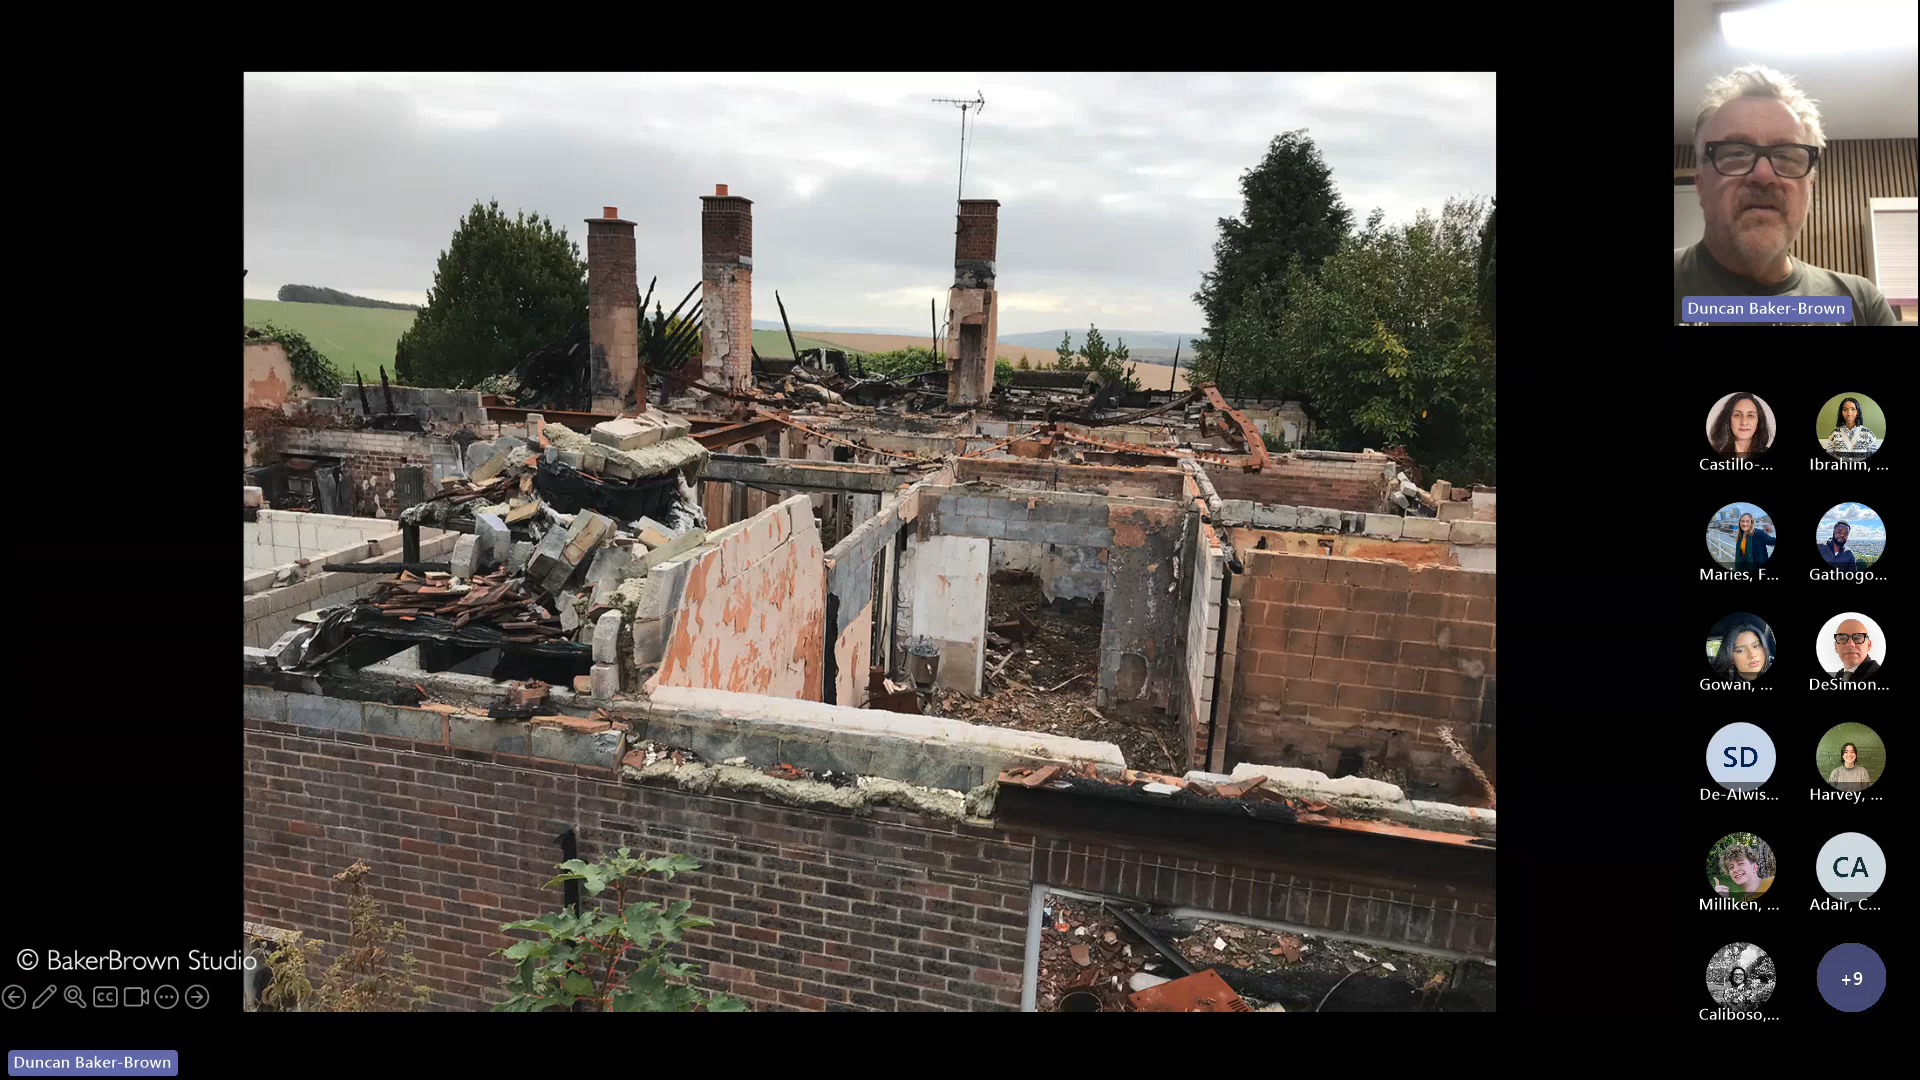 Duncan Baker-Brown
Castillo-...
Ibrahim, ...
Maries, F...
Gathogo...
Gowan, ...
DeSimon...
SD
De-Alwis...
Harvey, ...
Milliken, ...
CA
Adair, C...
Caliboso,...
+9
© BakerBrown Studio
CC
Duncan Baker-Brown